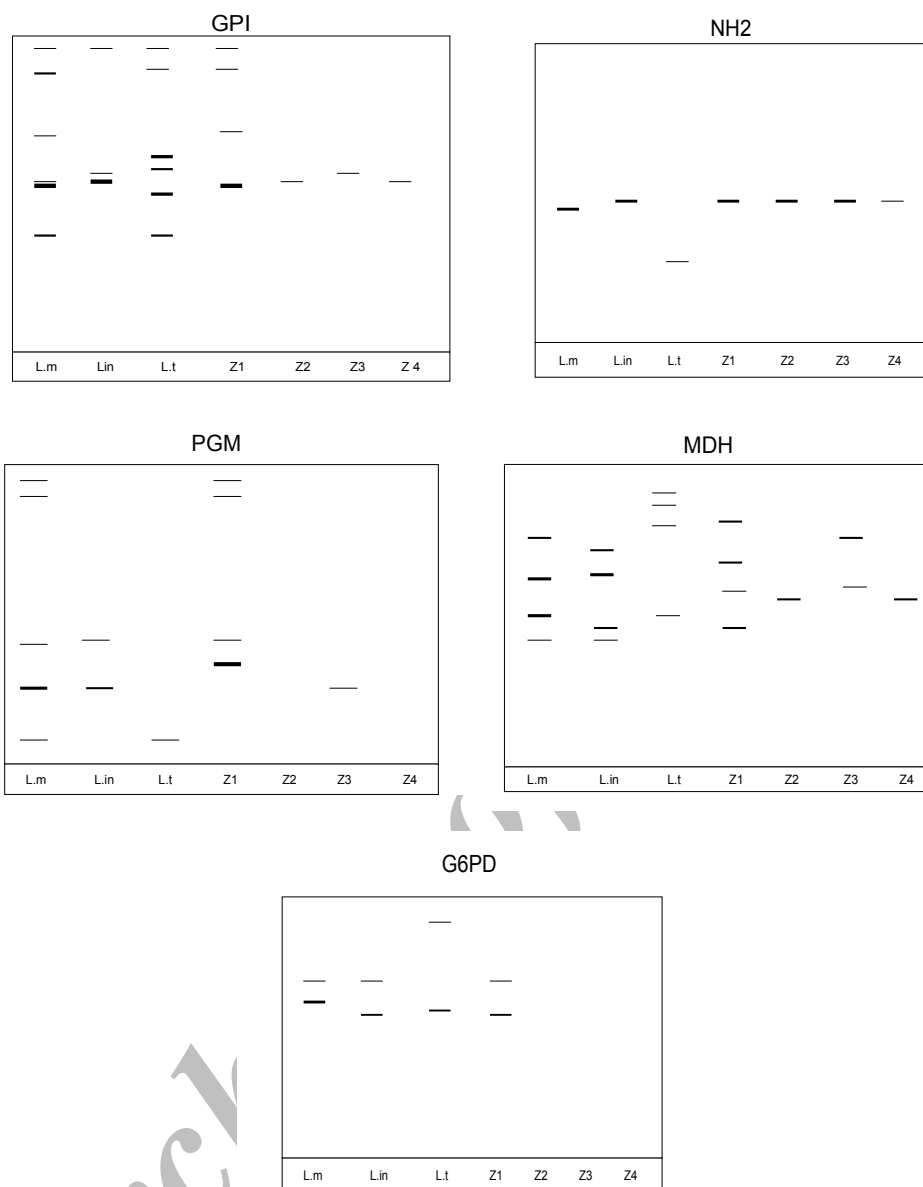 GPI
L.m Lin L.t Z1 Z2 Z3 Z 4
NH2
L.m L.in L.t Z1 Z2 Z3 Z4
PGM
L.m L.in L.t Z1 Z2 Z3 Z4
MDH
L.m L.in L.t Z1 Z2 Z3 Z4
G6PD
L.m L.in L.t Z1 Z2 Z3 Z4